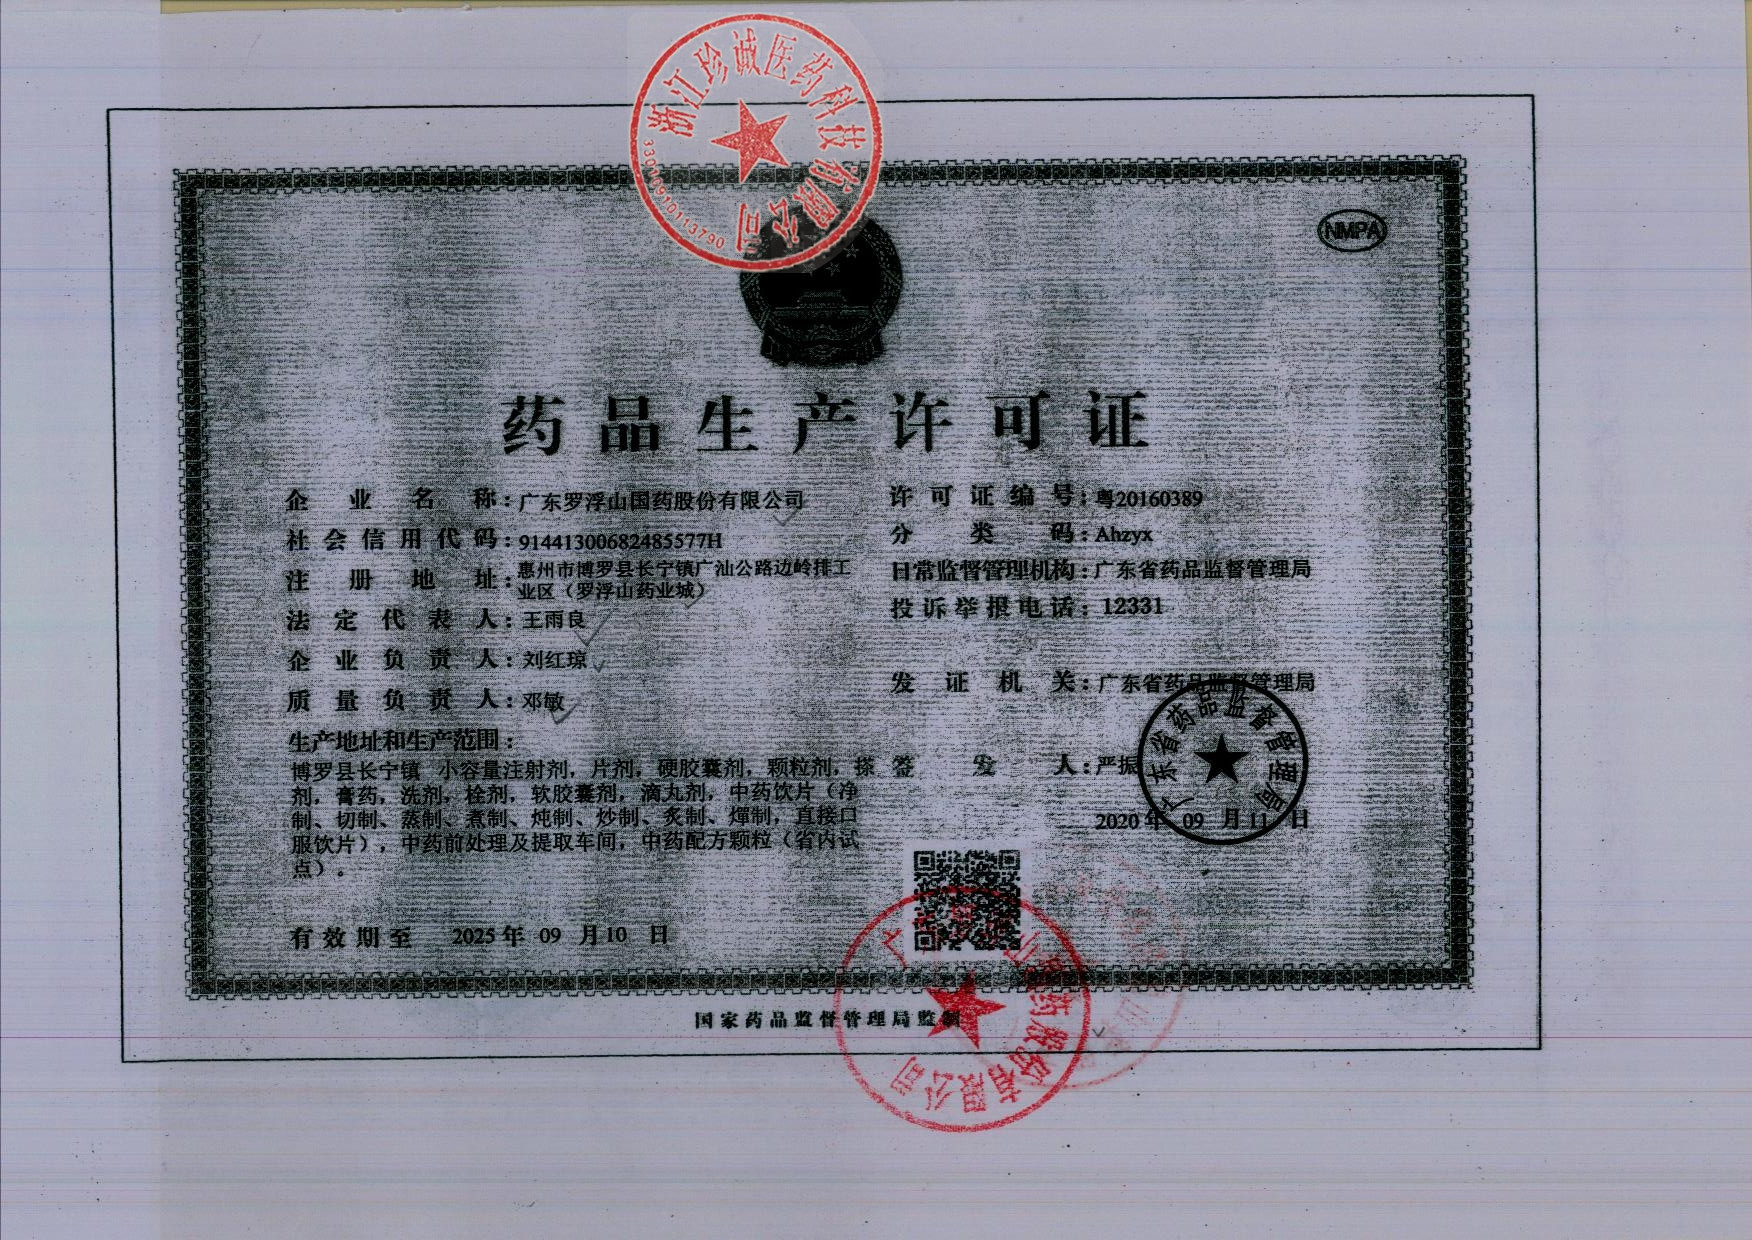 浙江珍诚医药科技有限公司
NMPA
药品生产许可证
企业名称：广东罗浮山国药股份有限公司
社会信用代码：91441300682485577H
注册地址：惠州市博罗县长宁镇广汕公路边岭排工
业区（罗浮山药业城）
法定代表人：王雨良
企业负责人：刘红琼
质量负责人：邓敏
生产地址和生产范围：
博罗县长宁镇 小容量注射剂，片剂，硬胶囊剂，颗粒剂，搽
剂，膏药，洗剂，栓剂，软胶囊剂，滴丸剂，中药饮片（净
制、切制、蒸制、煮制、炖制、炒制、炙制、燀制，直接口
服饮片），中药前处理及提取车间，中药配方颗粒（省内试
点）。
有效期至 2025年 09 月10 日
许可证编号：粤20160389
分类码：Ahzyx
日常监督管理机构：广东省药品监督管理局
投诉举报电话：12331
发证机关：广东省药品监督管理局
签发人：严振
广东省药品监督管理局
2020年 09 月11 日
国家药品监督管理局监制